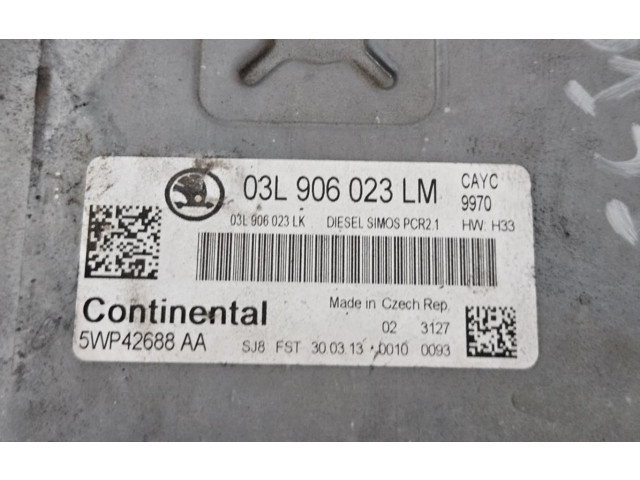 03L 906 023 LM CAYC
9970
03L 906 023 LK DIESEL SIMOS PCR2.1 HW: H33
Continental Made in Czech Rep.
02 3127
5WP42688 AA SJ8 FST 30.03.13 0010 0093